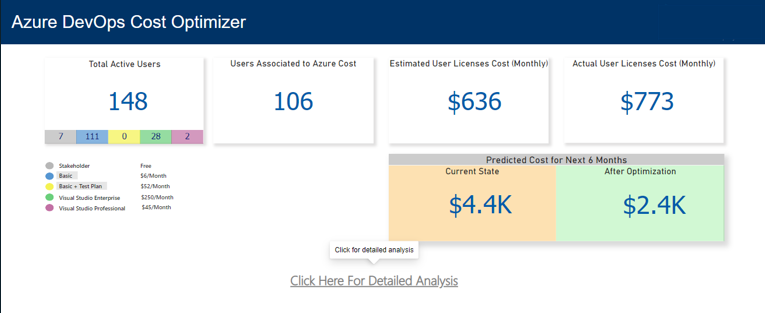 Azure DevOps Cost Optimizer
Total Active Users
148
7 111 0 28 2
Users Associated to Azure Cost
106
Estimated User Licenses Cost (Monthly)
$636
Actual User Licenses Cost (Monthly)
$773
Stakeholder Free
Basic $6/Month
Basic + Test Plan $52/Month
Visual Studio Enterprise $250/Month
Visual Studio Professional $45/Month
Predicted Cost for Next 6 Months
Current State
$4.4K
After Optimization
$2.4K
Click for detailed analysis
Click Here For Detailed Analysis